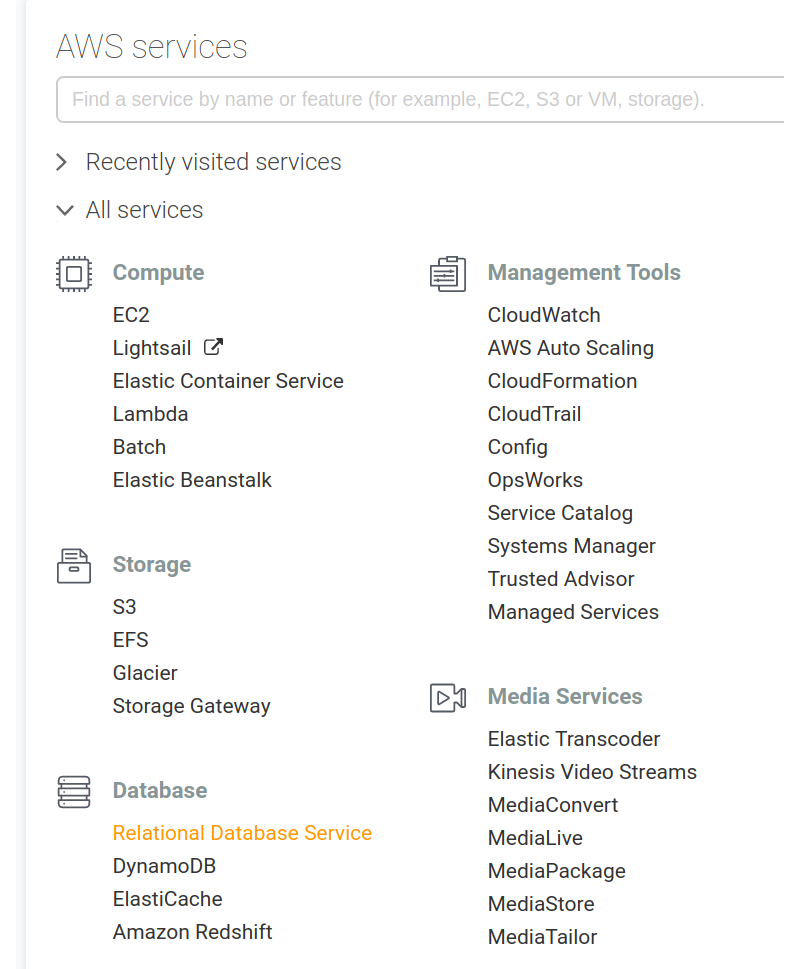 AWS services
Find a service by name or feature (for example, EC2, S3 or VM, storage).
Recently visited services
All services
Compute
EC2
Lightsail
Elastic Container Service
Lambda
Batch
Elastic Beanstalk
Storage
S3
EFS
Glacier
Storage Gateway
Database
Relational Database Service
DynamoDB
ElastiCache
Amazon Redshift
Management Tools
CloudWatch
AWS Auto Scaling
CloudFormation
CloudTrail
Config
OpsWorks
Service Catalog
Systems Manager
Trusted Advisor
Managed Services
Media Services
Elastic Transcoder
Kinesis Video Streams
MediaConvert
MediaLive
MediaPackage
MediaStore
MediaTailor